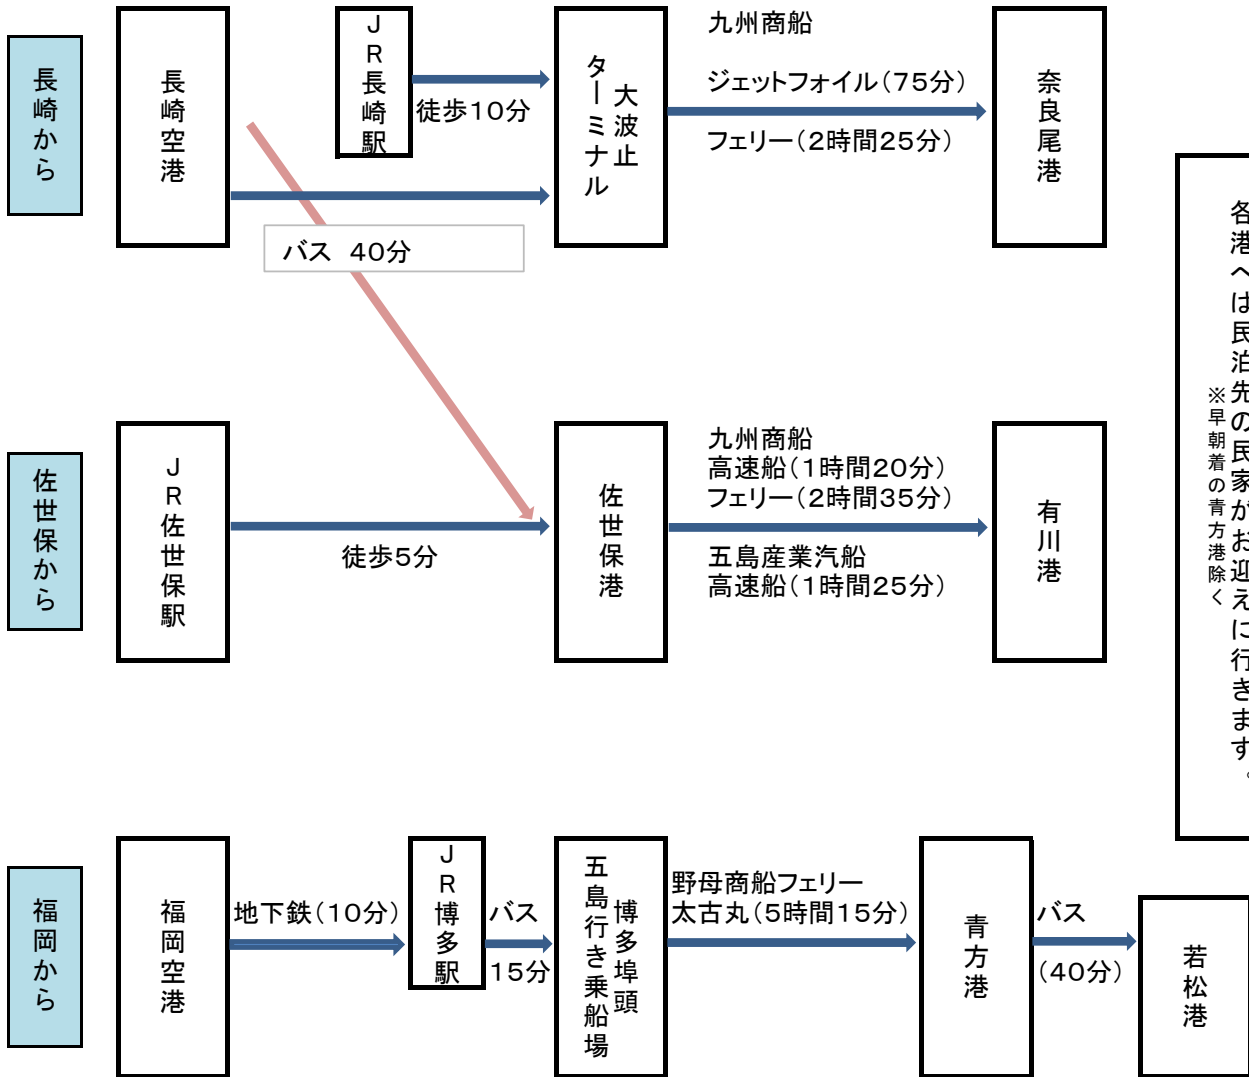 長崎から
長崎空港
JR長崎駅
徒歩10分
バス 40分
大波止
ターミナル
九州商船
ジェットフォイル(75分)
フェリー(2時間25分)
奈良尾港
佐世保から
JR佐世保駅
徒歩5分
佐世保港
九州商船
高速船(1時間20分)
フェリー(2時間35分)
五島産業汽船
高速船(1時間25分)
有川港
福岡から
福岡空港
地下鉄(10分)
JR博多駅
バス
15分
博多埠頭
五島行き乗船場
野母商船フェリー
太古丸(5時間15分)
青方港
バス
(40分)
若松港
各港へは民泊先の民家がお迎えに行きます。
※早朝着の青方港除く